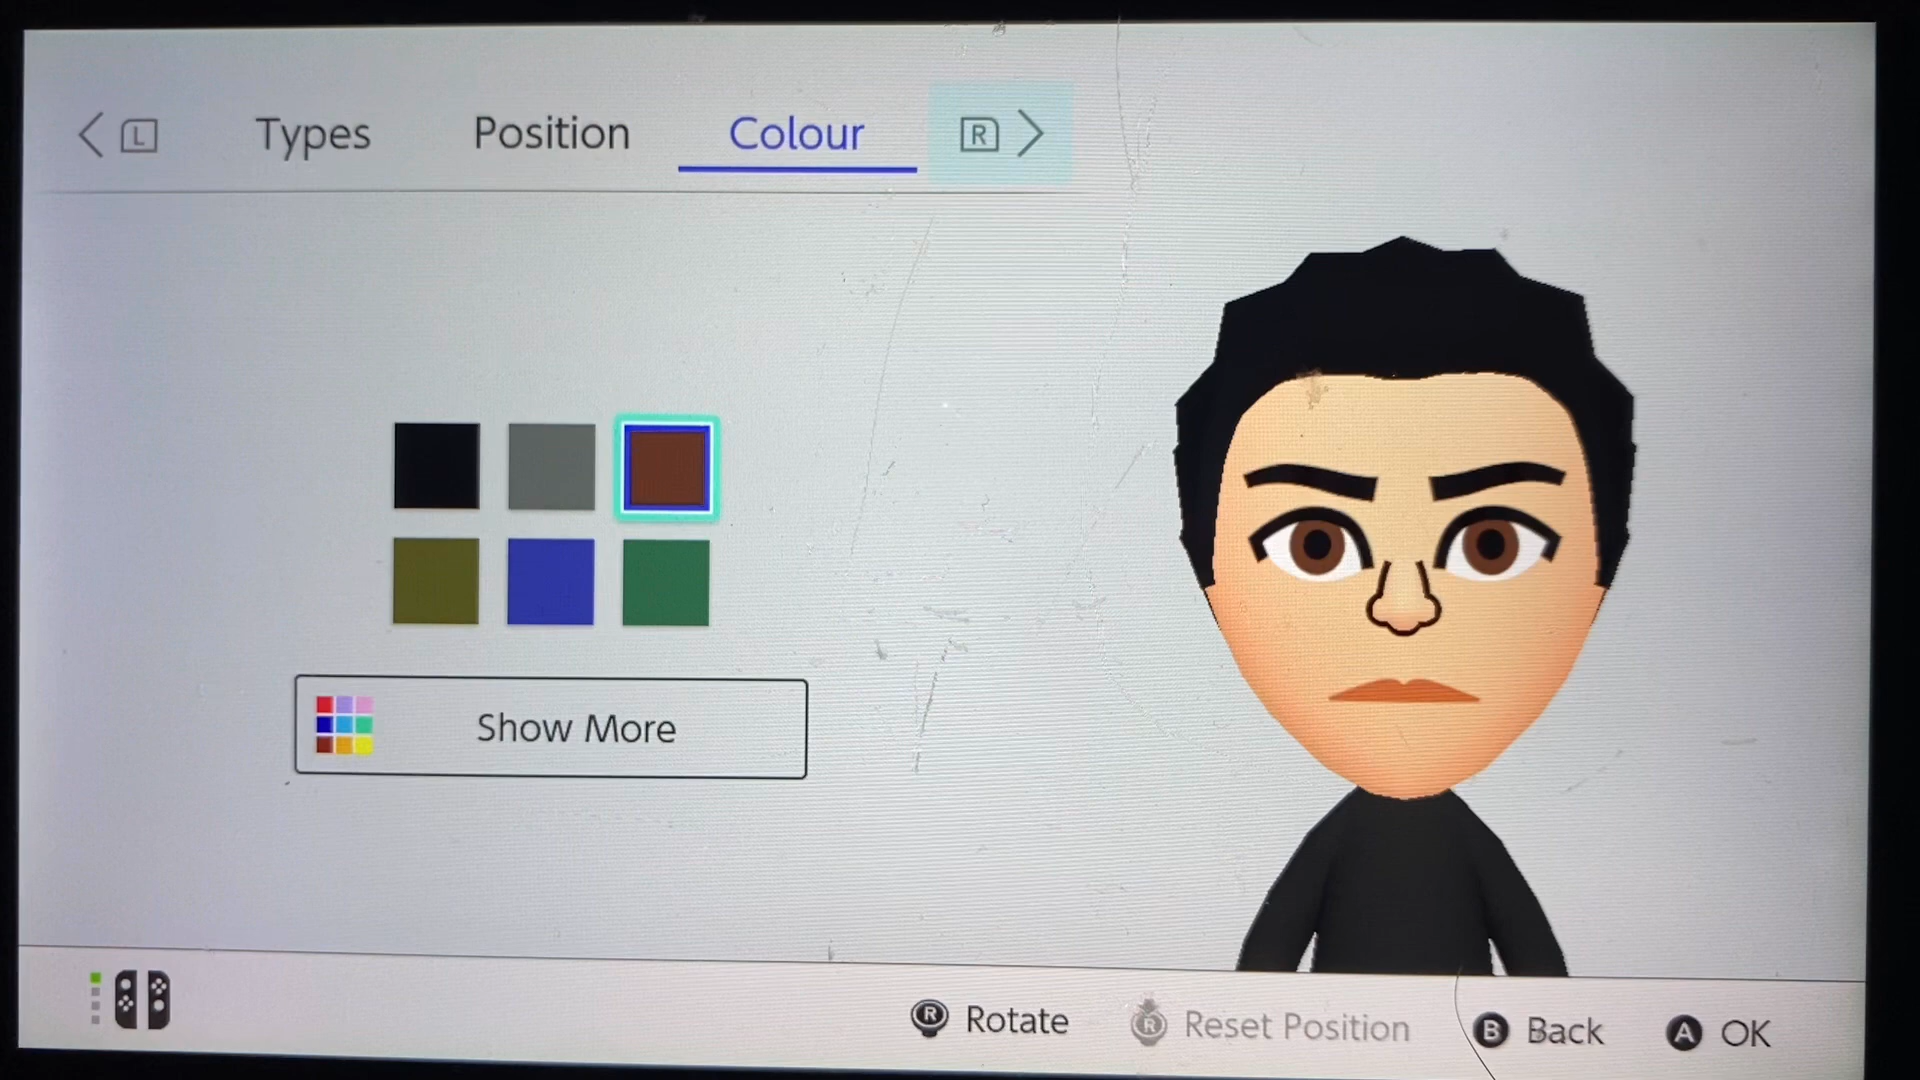 L Types Position Colour R
Show More
R Rotate R Reset Position B Back A OK